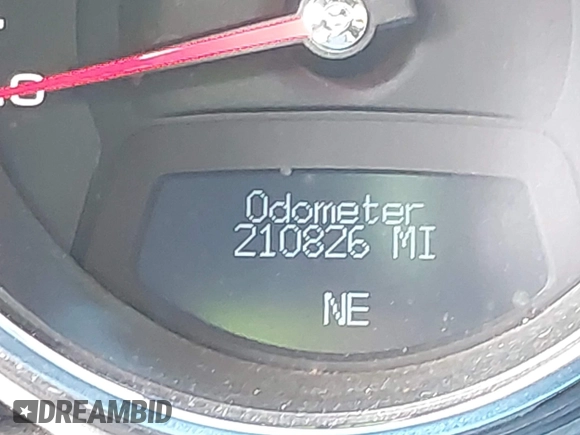 Odometer
210826 MI
NE
DREAMBID